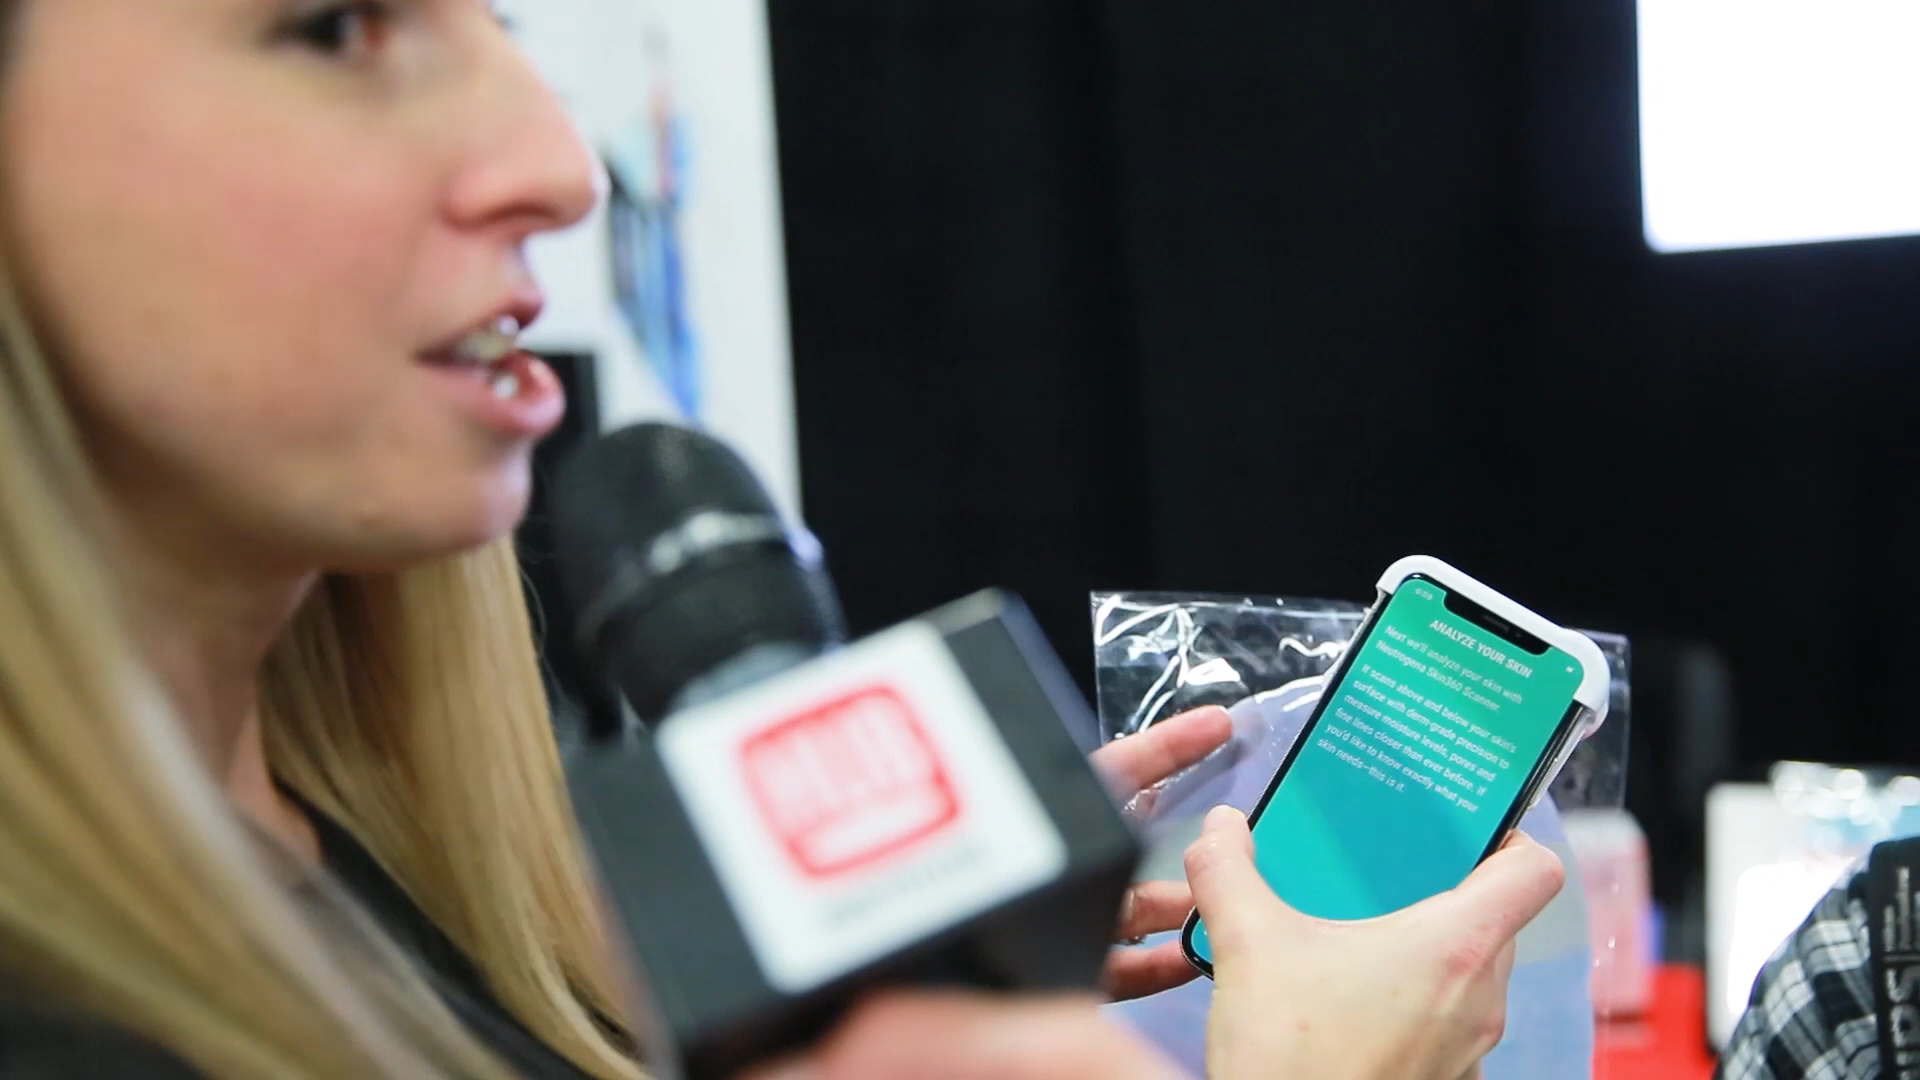 ANALYZE YOUR SKIN
Next we'll analyze your skin with
Neutrogena Skin360 Scanner.
It scans above and below your skin's
surface with derm-grade precision to
measure moisture levels, pores and
fine lines closer than ever before. If
you'd like to know exactly what your
skin needs—this is it.